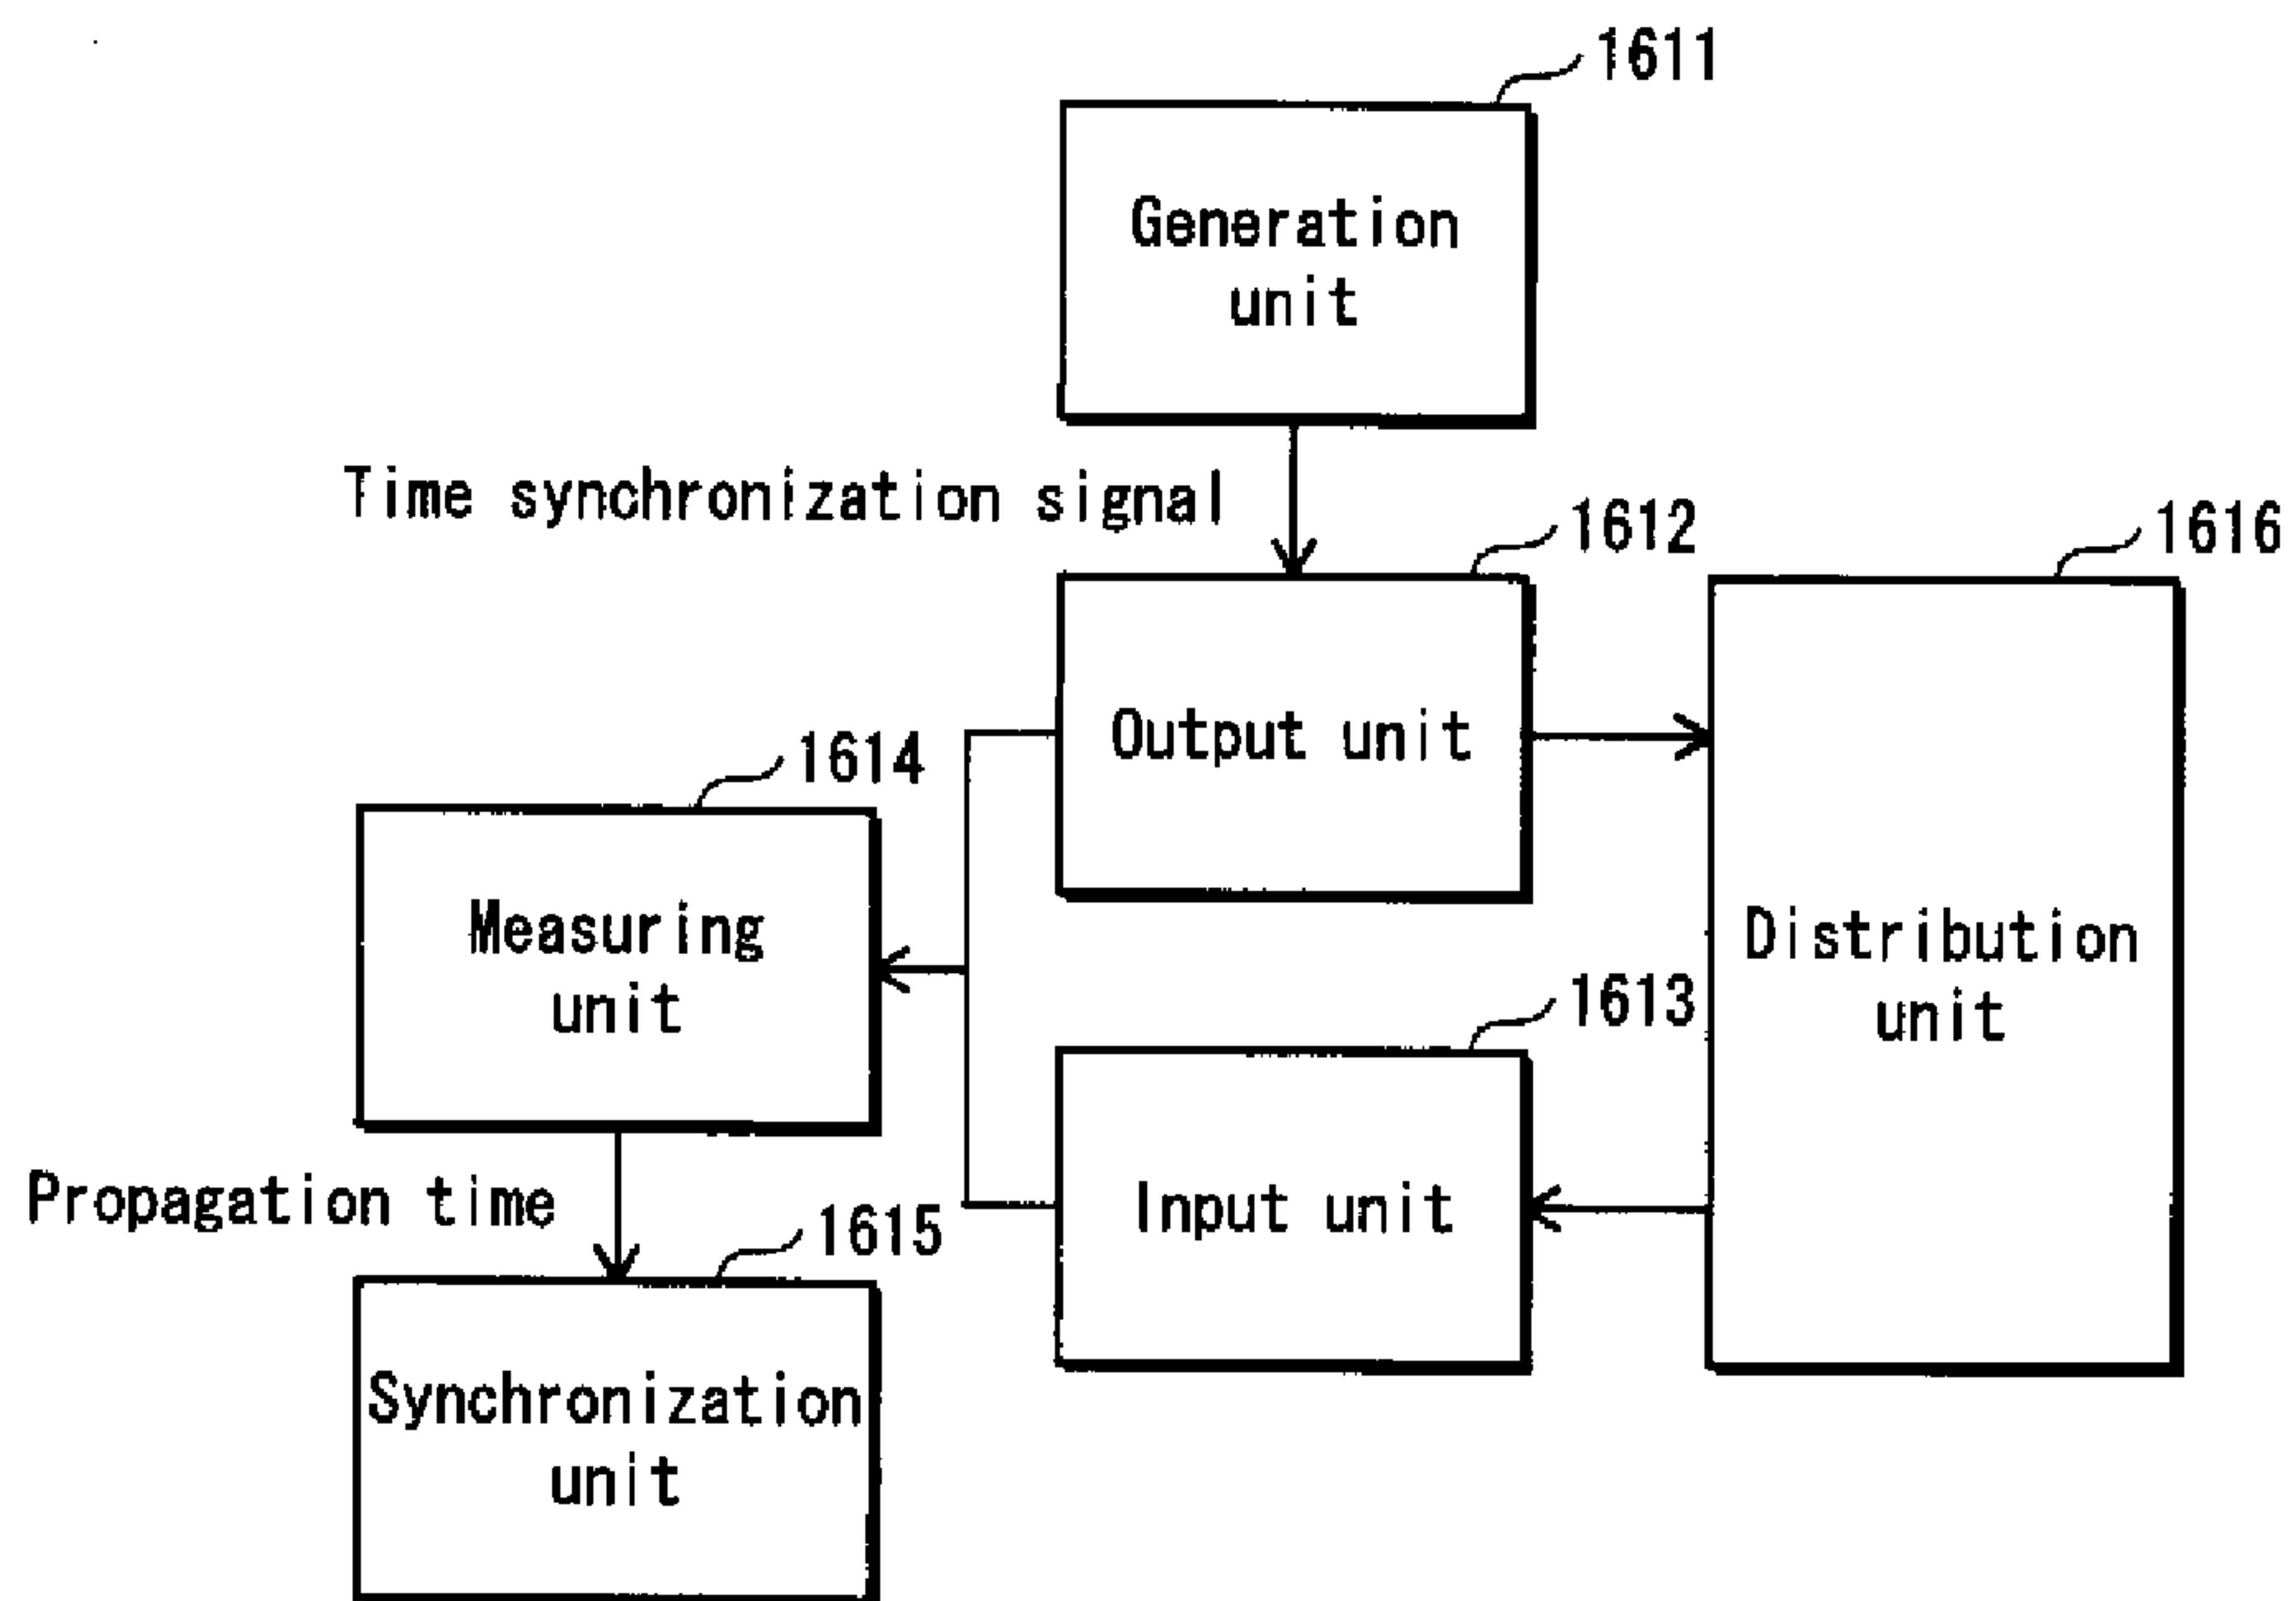 1611
Generation
unit
Time synchronization signal
1612
1616
Output unit
1614
Measuring
unit
Distribution
unit
1613
Propagation time
1615
Input unit
Synchronization
unit